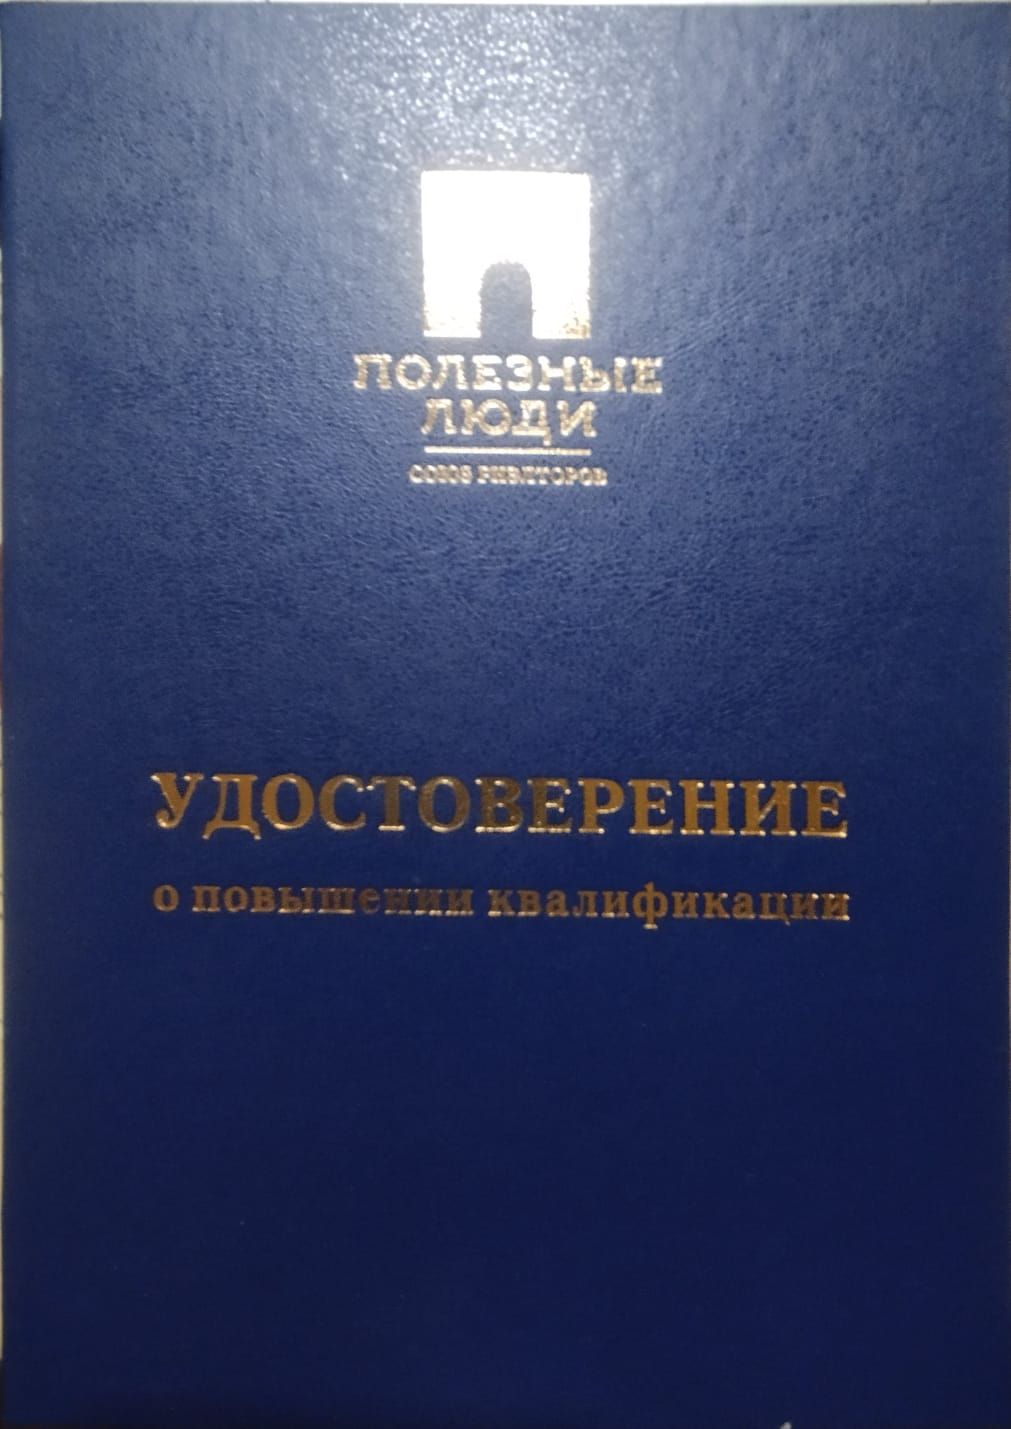 ПОЛЕЗНЫЕ
ЛЮДИ
СОЮЗ РИЭЛТОРОВ
УДОСТОВЕРЕНИЕ
о повышении квалификации